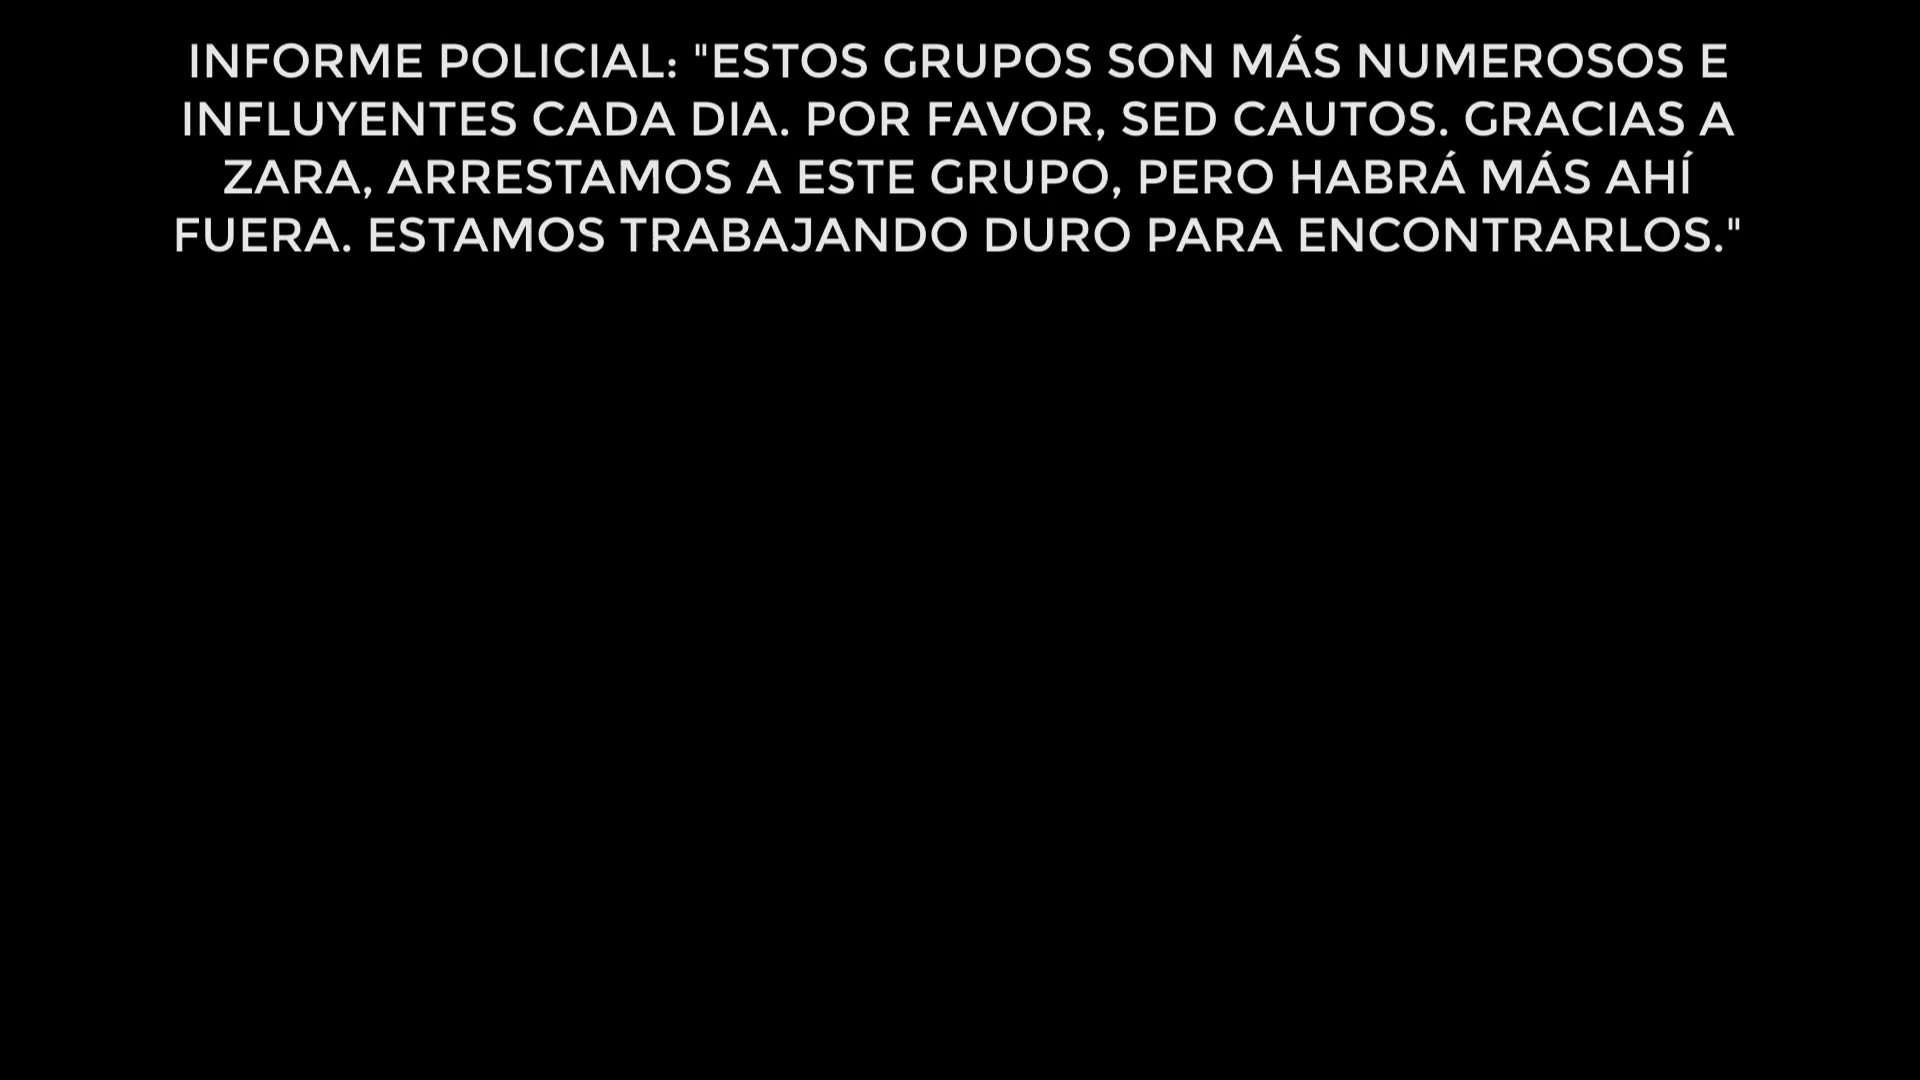 INFORME POLICIAL: "ESTOS GRUPOS SON MÁS NUMEROSOS E
INFLUYENTES CADA DIA. POR FAVOR, SED CAUTOS. GRACIAS A
ZARA, ARRESTAMOS A ESTE GRUPO, PERO HABRÁ MÁS AHÍ
FUERA. ESTAMOS TRABAJANDO DURO PARA ENCONTRARLOS."